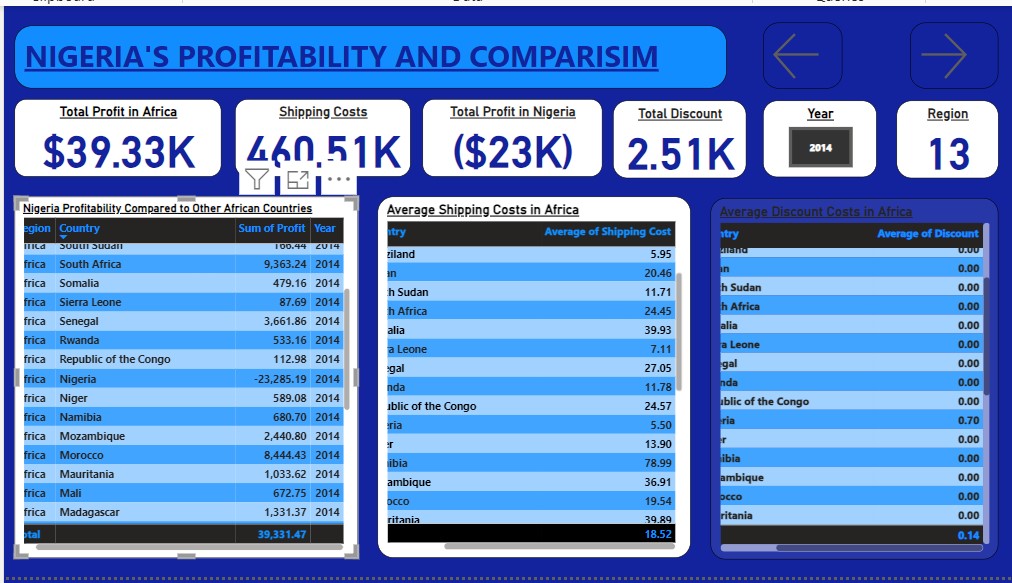 Data
NIGERIA'S PROFITABILITY AND COMPARISIM
Total Profit in Africa
$39.33K
Shipping Costs
460.51K
Total Profit in Nigeria
($23K)
Total Discount
2.51K
Year
2014
Region
13
Nigeria Profitability Compared to Other African Countries
egion Country Sum of Profit Year
frica South Sudan 166.44 2014
frica South Africa 9,363.24 2014
frica Somalia 479.16 2014
frica Sierra Leone 87.69 2014
frica Senegal 3,661.86 2014
frica Rwanda 533.16 2014
frica Republic of the Congo 112.98 2014
frica Nigeria -23,285.19 2014
frica Niger 589.08 2014
frica Namibia 680.70 2014
frica Mozambique 2,440.80 2014
frica Morocco 8,444.43 2014
frica Mauritania 1,033.62 2014
frica Mali 672.75 2014
frica Madagascar 1,331.37 2014
otal 39,331.47
Average Shipping Costs in Africa
ntry Average of Shipping Cost
ziland 5.95
an 20.46
h Sudan 11.71
h Africa 24.45
alia 39.93
ra Leone 7.11
egal 27.05
nda 11.78
ublic of the Congo 24.57
eria 5.50
er 13.90
ibia 78.99
ambique 36.91
occo 19.54
ritania 39.89
18.52
Average Discount Costs in Africa
ntry Average of Discount
ziland 0.00
an 0.00
h Sudan 0.00
h Africa 0.00
alia 0.00
ra Leone 0.00
egal 0.00
nda 0.00
ublic of the Congo 0.00
eria 0.70
er 0.00
ibia 0.00
ambique 0.00
occo 0.00
ritania 0.00
0.14